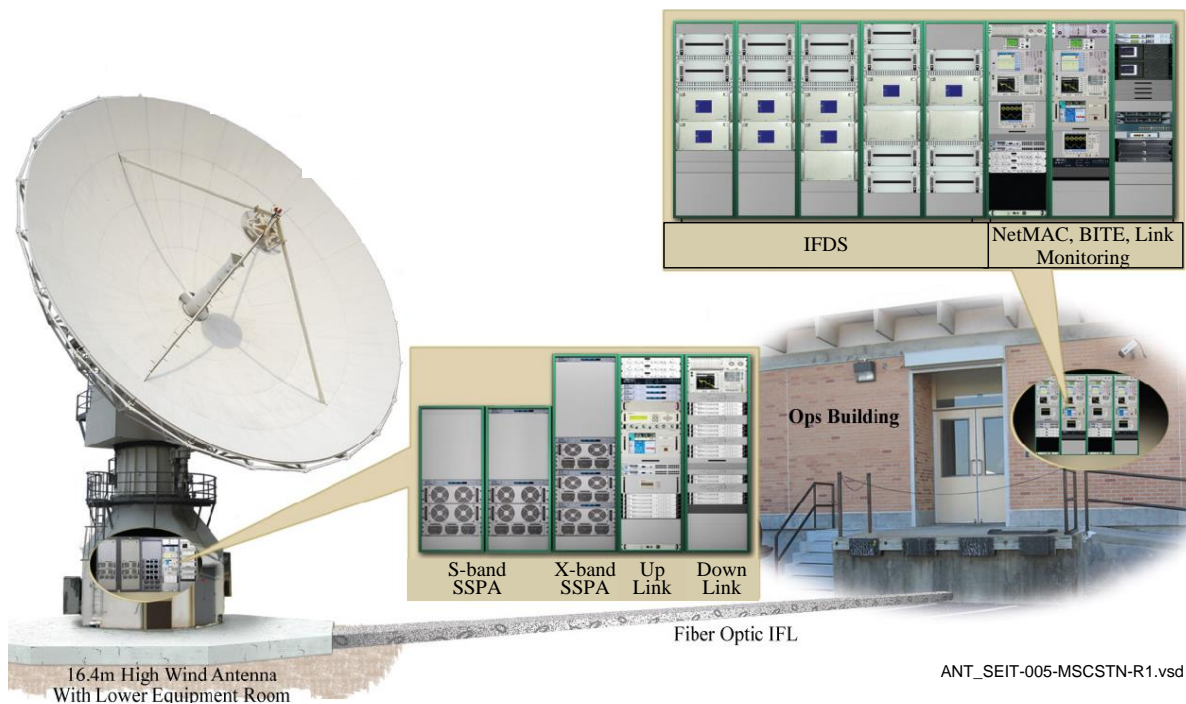 IFDS
NetMAC, BITE, Link
Monitoring
Ops Building
S-band
SSPA
X-band
SSPA
Up
Link
Down
Link
Fiber Optic IFL
16.4m High Wind Antenna
With Lower Equipment Room
ANT_SEIT-005-MSCSTN-R1.vsd